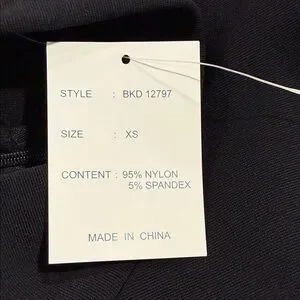 STYLE : BKD 12797
SIZE : XS
CONTENT : 95% NYLON
5% SPANDEX
MADE IN CHINA